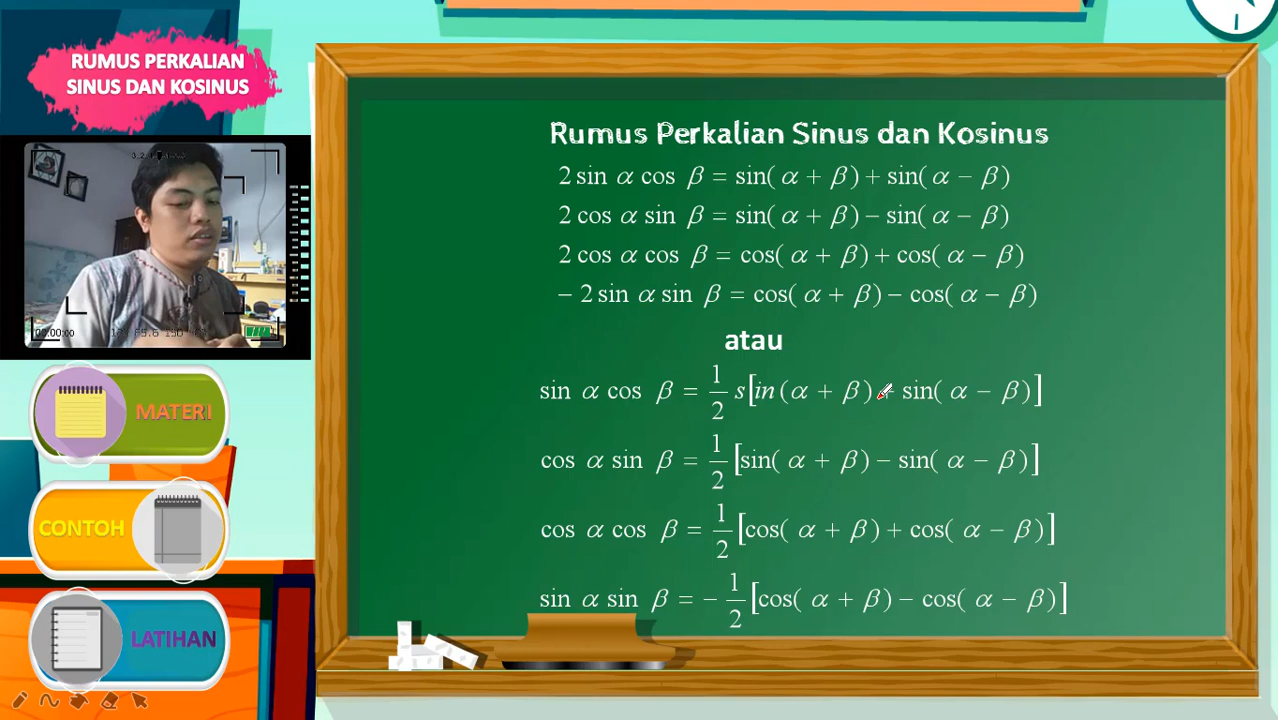 RUMUS PERKALIAN
SINUS DAN KOSINUS
MATERI
CONTOH
LATIHAN
Rumus Perkalian Sinus dan Kosinus
2 sin α cos β = sin( α + β ) + sin( α − β )
2 cos α sin β = sin( α + β ) − sin( α − β )
2 cos α cos β = cos( α + β ) + cos( α − β )
− 2 sin α sin β = cos( α + β ) − cos( α − β )
atau
sin α cos β = 1/2 s[in (α + β ) + sin( α − β )]
cos α sin β = 1/2 [sin( α + β ) − sin( α − β )]
cos α cos β = 1/2 [cos( α + β ) + cos( α − β )]
sin α sin β = − 1/2 [cos( α + β ) − cos( α − β )]